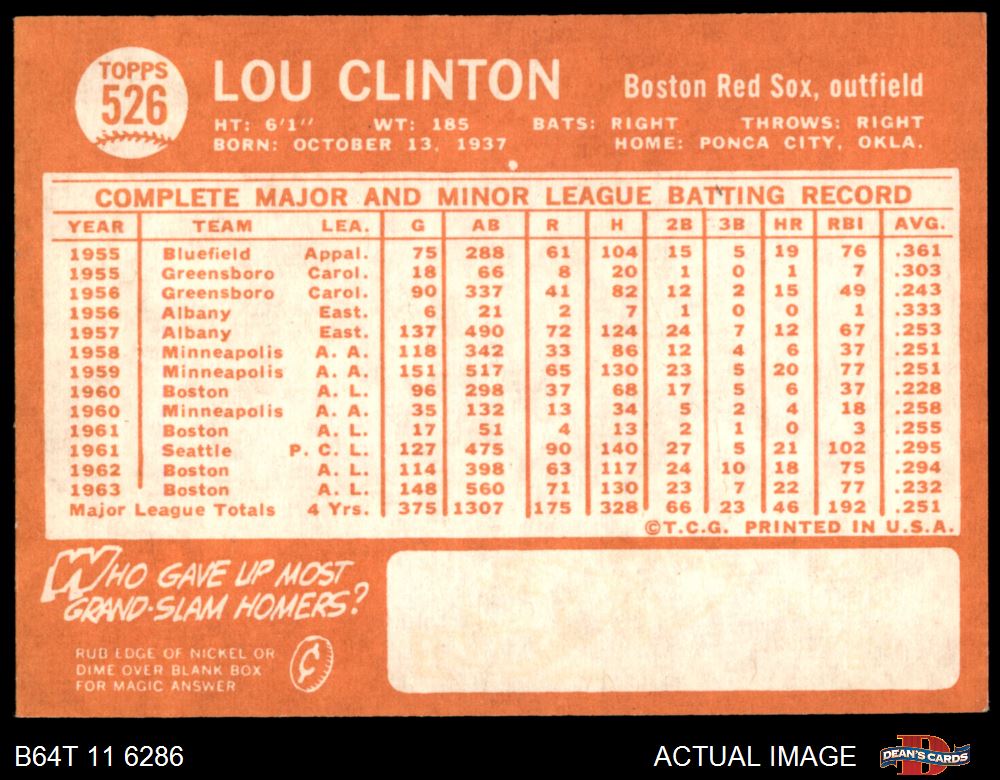 TOPPS
526
LOU CLINTON
Boston Red Sox, outfield
HT: 6'1" WT: 185 BATS: RIGHT THROWS: RIGHT
BORN: OCTOBER 13, 1937 HOME: PONCA CITY, OKLA.
COMPLETE MAJOR AND MINOR LEAGUE BATTING RECORD
YEAR TEAM LEA. G AB R H 2B 3B HR RBI AVG.
1955 Bluefield Appal. 75 288 61 104 15 5 19 76 .361
1955 Greensboro Carol. 18 66 8 20 1 0 1 7 .303
1956 Greensboro Carol. 90 337 41 82 12 2 15 49 .243
1956 Albany East. 6 21 2 7 1 0 0 1 .333
1957 Albany East. 137 490 72 124 24 7 12 67 .253
1958 Minneapolis A. A. 118 342 33 86 12 4 6 37 .251
1959 Minneapolis A. A. 151 517 65 130 23 5 20 77 .251
1960 Boston A. L. 96 298 37 68 17 5 6 37 .228
1960 Minneapolis A. A. 35 132 13 34 5 2 4 18 .258
1961 Boston A. L. 17 51 4 13 2 1 0 3 .255
1961 Seattle P. C. L. 127 475 90 140 27 5 21 102 .295
1962 Boston A. L. 114 398 63 117 24 10 18 75 .294
1963 Boston A. L. 148 560 71 130 23 7 22 77 .232
Major League Totals 4 Yrs. 375 1307 175 328 66 23 46 192 .251
©T.C.G. PRINTED IN U.S.A.
WHO GAVE UP MOST
GRAND-SLAM HOMERS?
RUB EDGE OF NICKEL OR
DIME OVER BLANK BOX
FOR MAGIC ANSWER
¢
B64T 11 6286
ACTUAL IMAGE
D
DEAN'S CARDS